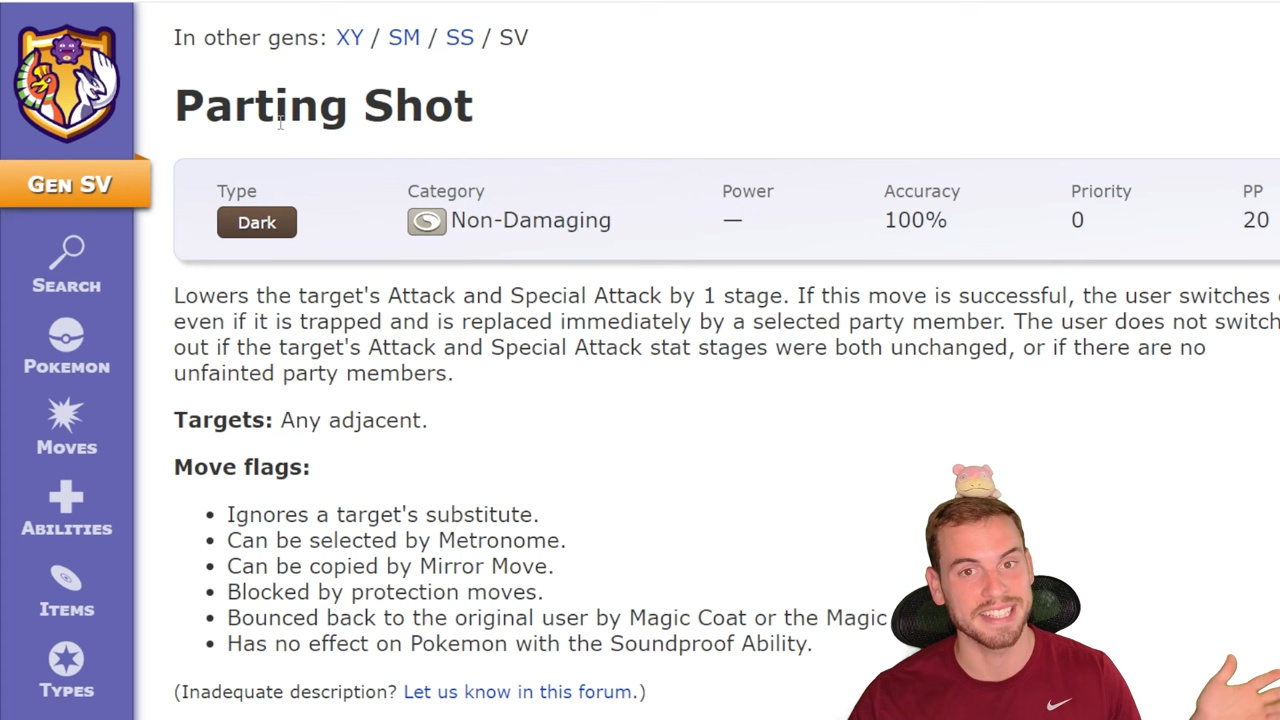 In other gens: XY / SM / SS / SV
Parting Shot
GEN SV
Type
Category
Power
Accuracy
Priority
PP
Dark
Non-Damaging
—
100%
0
20
SEARCH
POKEMON
MOVES
ABILITIES
ITEMS
TYPES
Lowers the target's Attack and Special Attack by 1 stage. If this move is successful, the user switches
even if it is trapped and is replaced immediately by a selected party member. The user does not switch
out if the target's Attack and Special Attack stat stages were both unchanged, or if there are no
unfainted party members.
Targets: Any adjacent.
Move flags:
• Ignores a target's substitute.
• Can be selected by Metronome.
• Can be copied by Mirror Move.
• Blocked by protection moves.
• Bounced back to the original user by Magic Coat or the Magic
• Has no effect on Pokemon with the Soundproof Ability.
(Inadequate description? Let us know in this forum.)